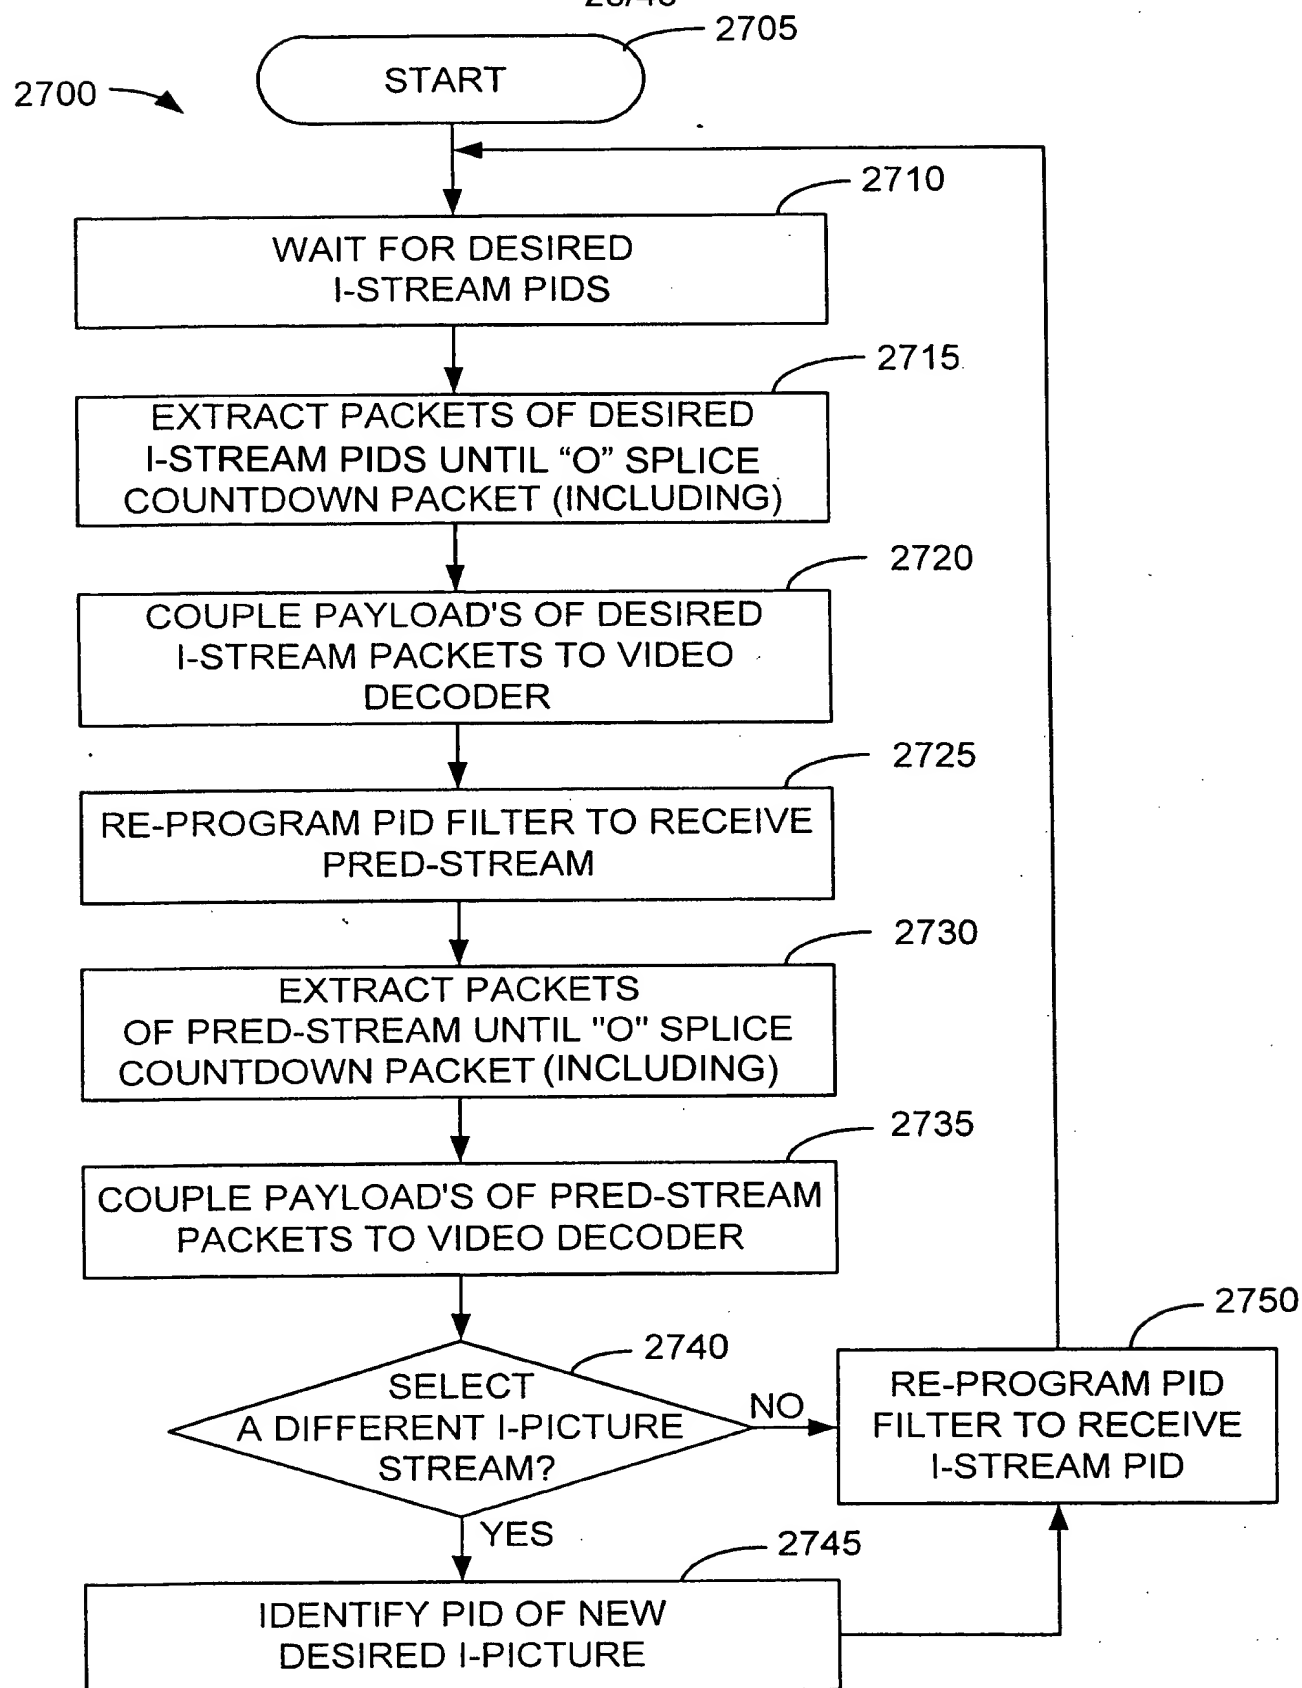 2705
START
2700
2710
WAIT FOR DESIRED
I-STREAM PIDS
2715
EXTRACT PACKETS OF DESIRED
I-STREAM PIDS UNTIL “O” SPLICE
COUNTDOWN PACKET (INCLUDING)
2720
COUPLE PAYLOAD'S OF DESIRED
I-STREAM PACKETS TO VIDEO
DECODER
2725
RE-PROGRAM PID FILTER TO RECEIVE
PRED-STREAM
2730
EXTRACT PACKETS
OF PRED-STREAM UNTIL "O" SPLICE
COUNTDOWN PACKET (INCLUDING)
2735
COUPLE PAYLOAD'S OF PRED-STREAM
PACKETS TO VIDEO DECODER
2740
SELECT
A DIFFERENT I-PICTURE
STREAM?
NO
YES
2750
RE-PROGRAM PID
FILTER TO RECEIVE
I-STREAM PID
2745
IDENTIFY PID OF NEW
DESIRED I-PICTURE